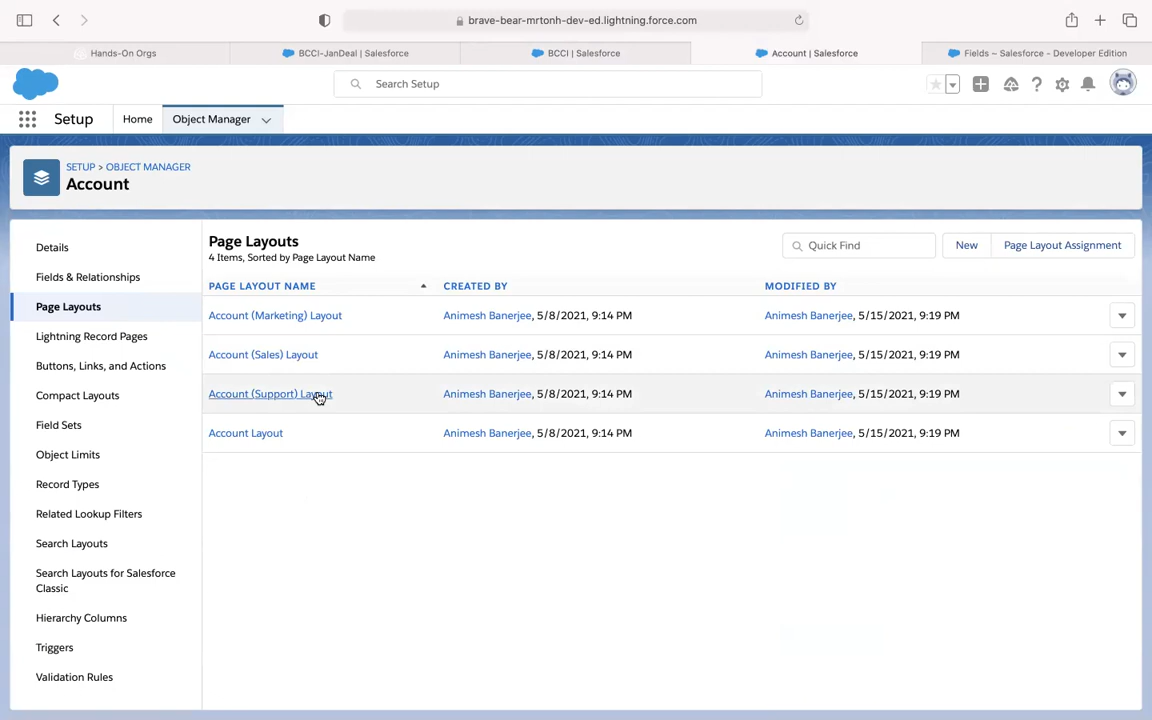 brave-bear-mrtonh-dev-ed.lightning.force.com
Hands-On Orgs
BCCI-JanDeal | Salesforce
BCCI | Salesforce
Account | Salesforce
Fields ~ Salesforce - Developer Edition
Search Setup
Setup
Home
Object Manager
SETUP > OBJECT MANAGER
Account
Details
Fields & Relationships
Page Layouts
Lightning Record Pages
Buttons, Links, and Actions
Compact Layouts
Field Sets
Object Limits
Record Types
Related Lookup Filters
Search Layouts
Search Layouts for Salesforce
Classic
Hierarchy Columns
Triggers
Validation Rules
Page Layouts
4 Items, Sorted by Page Layout Name
Quick Find
New
Page Layout Assignment
PAGE LAYOUT NAME CREATED BY MODIFIED BY
Account (Marketing) Layout Animesh Banerjee, 5/8/2021, 9:14 PM Animesh Banerjee, 5/15/2021, 9:19 PM
Account (Sales) Layout Animesh Banerjee, 5/8/2021, 9:14 PM Animesh Banerjee, 5/15/2021, 9:19 PM
Account (Support) Layout Animesh Banerjee, 5/8/2021, 9:14 PM Animesh Banerjee, 5/15/2021, 9:19 PM
Account Layout Animesh Banerjee, 5/8/2021, 9:14 PM Animesh Banerjee, 5/15/2021, 9:19 PM